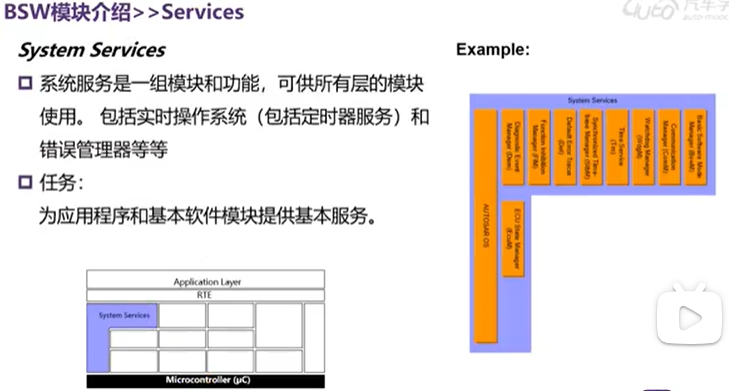 BSW模块介绍>>Services
汽车学
auto-mooc
System Services
Example:
系统服务是一组模块和功能，可供所有层的模块
使用。 包括实时操作系统（包括定时器服务）和
错误管理器等等
任务：
为应用程序和基本软件模块提供基本服务。
System Services
AUTOSAR OS
Diagnostic Event
Manager (Dem)
Function Inhibition
Manager (FiM)
Default Error Tracer
(Det)
Synchronized Time-
base Manager (StbM)
Time Service
(Tm)
Watchdog Manager
(WdgM)
Communication
Manager (ComM)
Basic Software Mode
Manager (BswM)
ECU State Manager
(EcuM)
Application Layer
RTE
System Services
Microcontroller (µC)